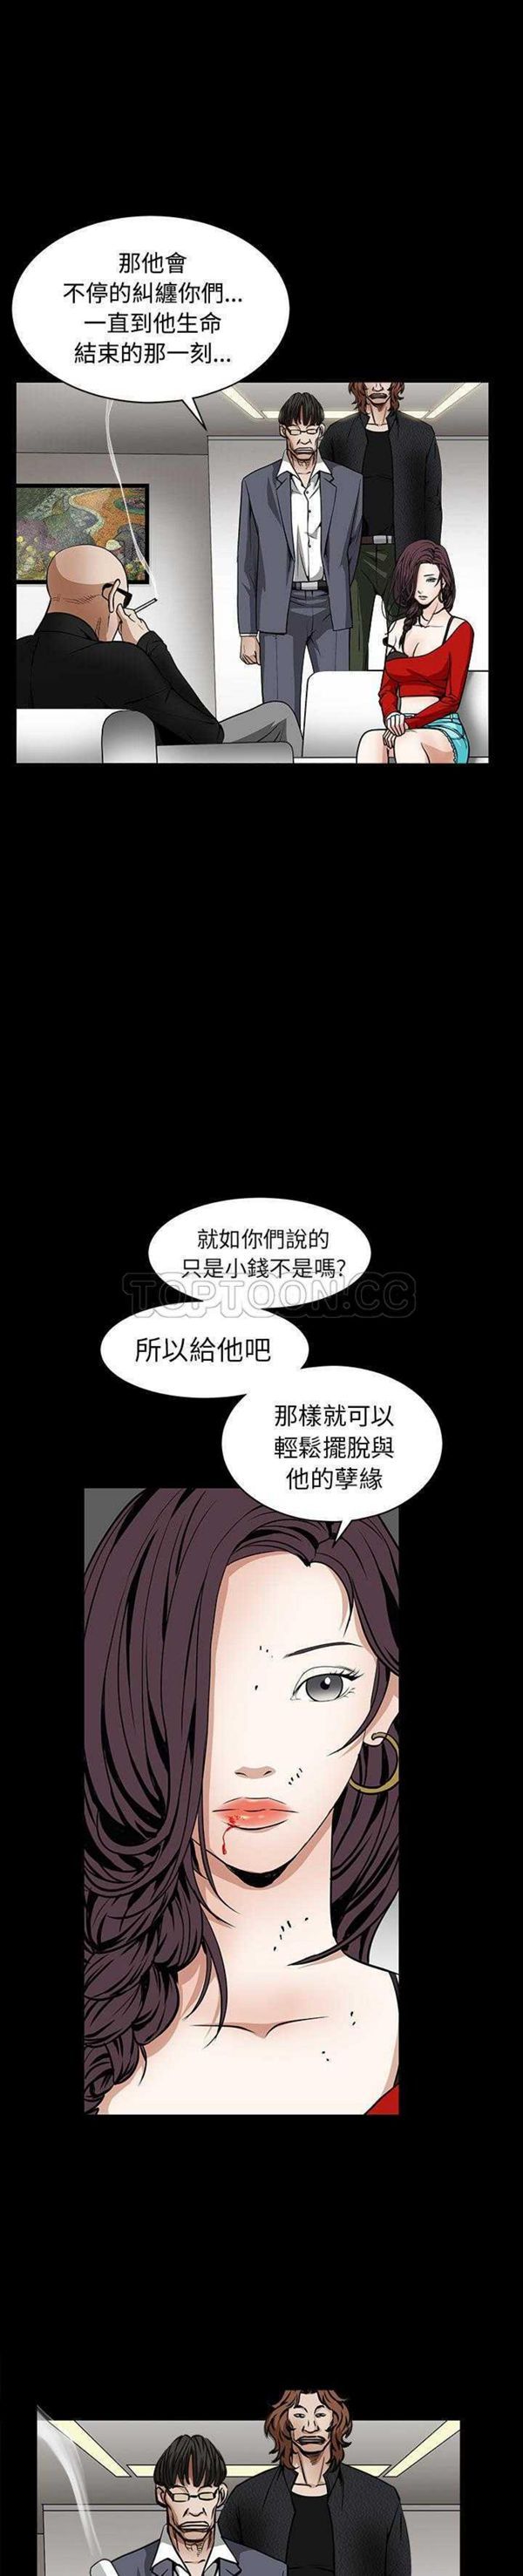 那他會
不停的糾纏你們...
一直到他生命
結束的那一刻...
就如你們說的
只是小錢不是嗎?
TOPTOON.CC
所以給他吧
那樣就可以
輕鬆擺脫與
他的孽緣